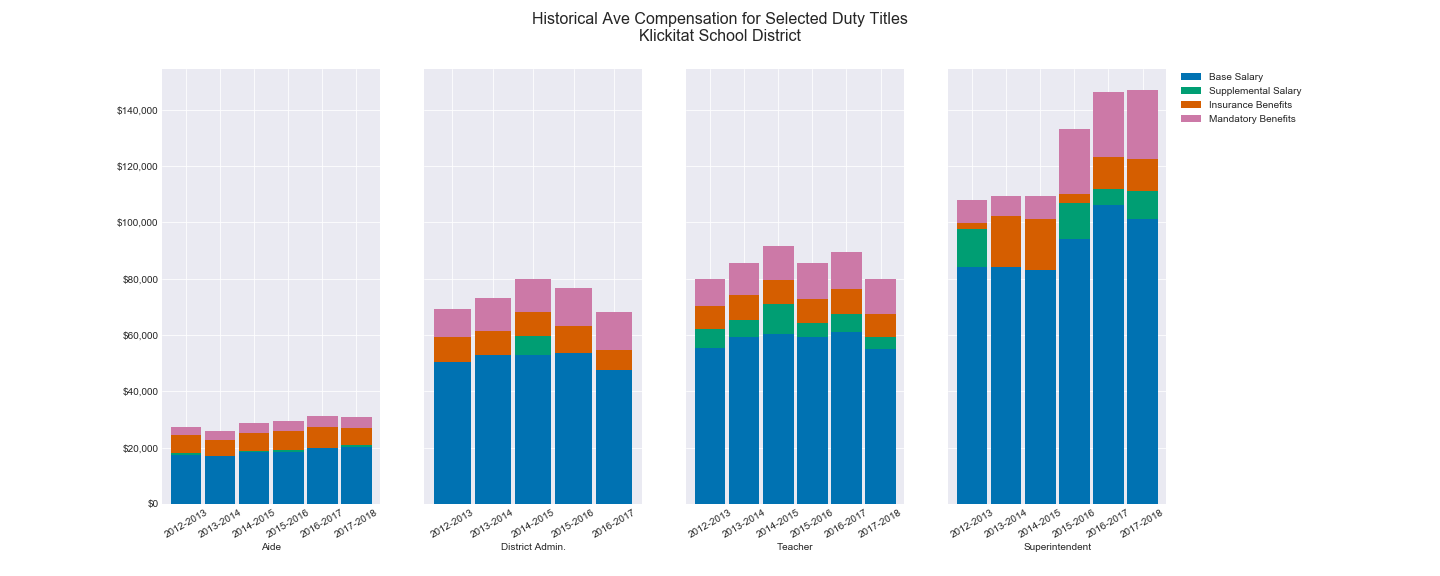 Historical Ave Compensation for Selected Duty Titles
Klickitat School District
Base Salary
Supplemental Salary
Insurance Benefits
Mandatory Benefits
$140,000
$120,000
$100,000
$80,000
$60,000
$40,000
$20,000
$0
2012-2013 2013-2014 2014-2015 2015-2016 2016-2017 2017-2018
Aide
2012-2013 2013-2014 2014-2015 2015-2016 2016-2017
District Admin.
2012-2013 2013-2014 2014-2015 2015-2016 2016-2017 2017-2018
Teacher
2012-2013 2013-2014 2014-2015 2015-2016 2016-2017 2017-2018
Superintendent